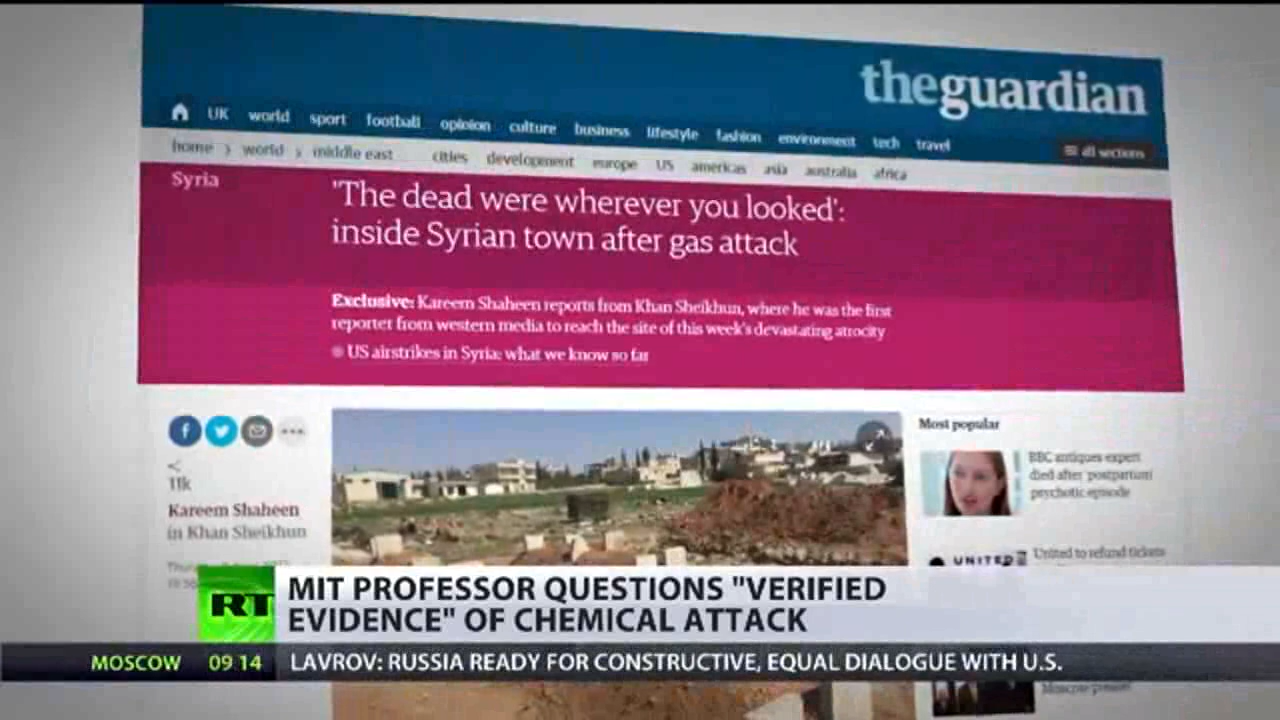 theguardian
UK world sport football opinion culture business lifestyle fashion environment tech travel
all sections
home > world > middle east cities development europe US americas asia australia africa
Syria
'The dead were wherever you looked':
inside Syrian town after gas attack
Exclusive: Kareem Shaheen reports from Khan Sheikhun, where he was the first
reporter from western media to reach the site of this week's devastating atrocity
US airstrikes in Syria: what we know so far
f
11k
Kareem Shaheen
in Khan Sheikhun
Most popular
BBC antiques expert
died after 'postpartum
psychotic episode
UNITED
United to refund tickets
RT
MIT PROFESSOR QUESTIONS "VERIFIED
EVIDENCE" OF CHEMICAL ATTACK
MOSCOW 09:14 LAVROV: RUSSIA READY FOR CONSTRUCTIVE, EQUAL DIALOGUE WITH U.S.